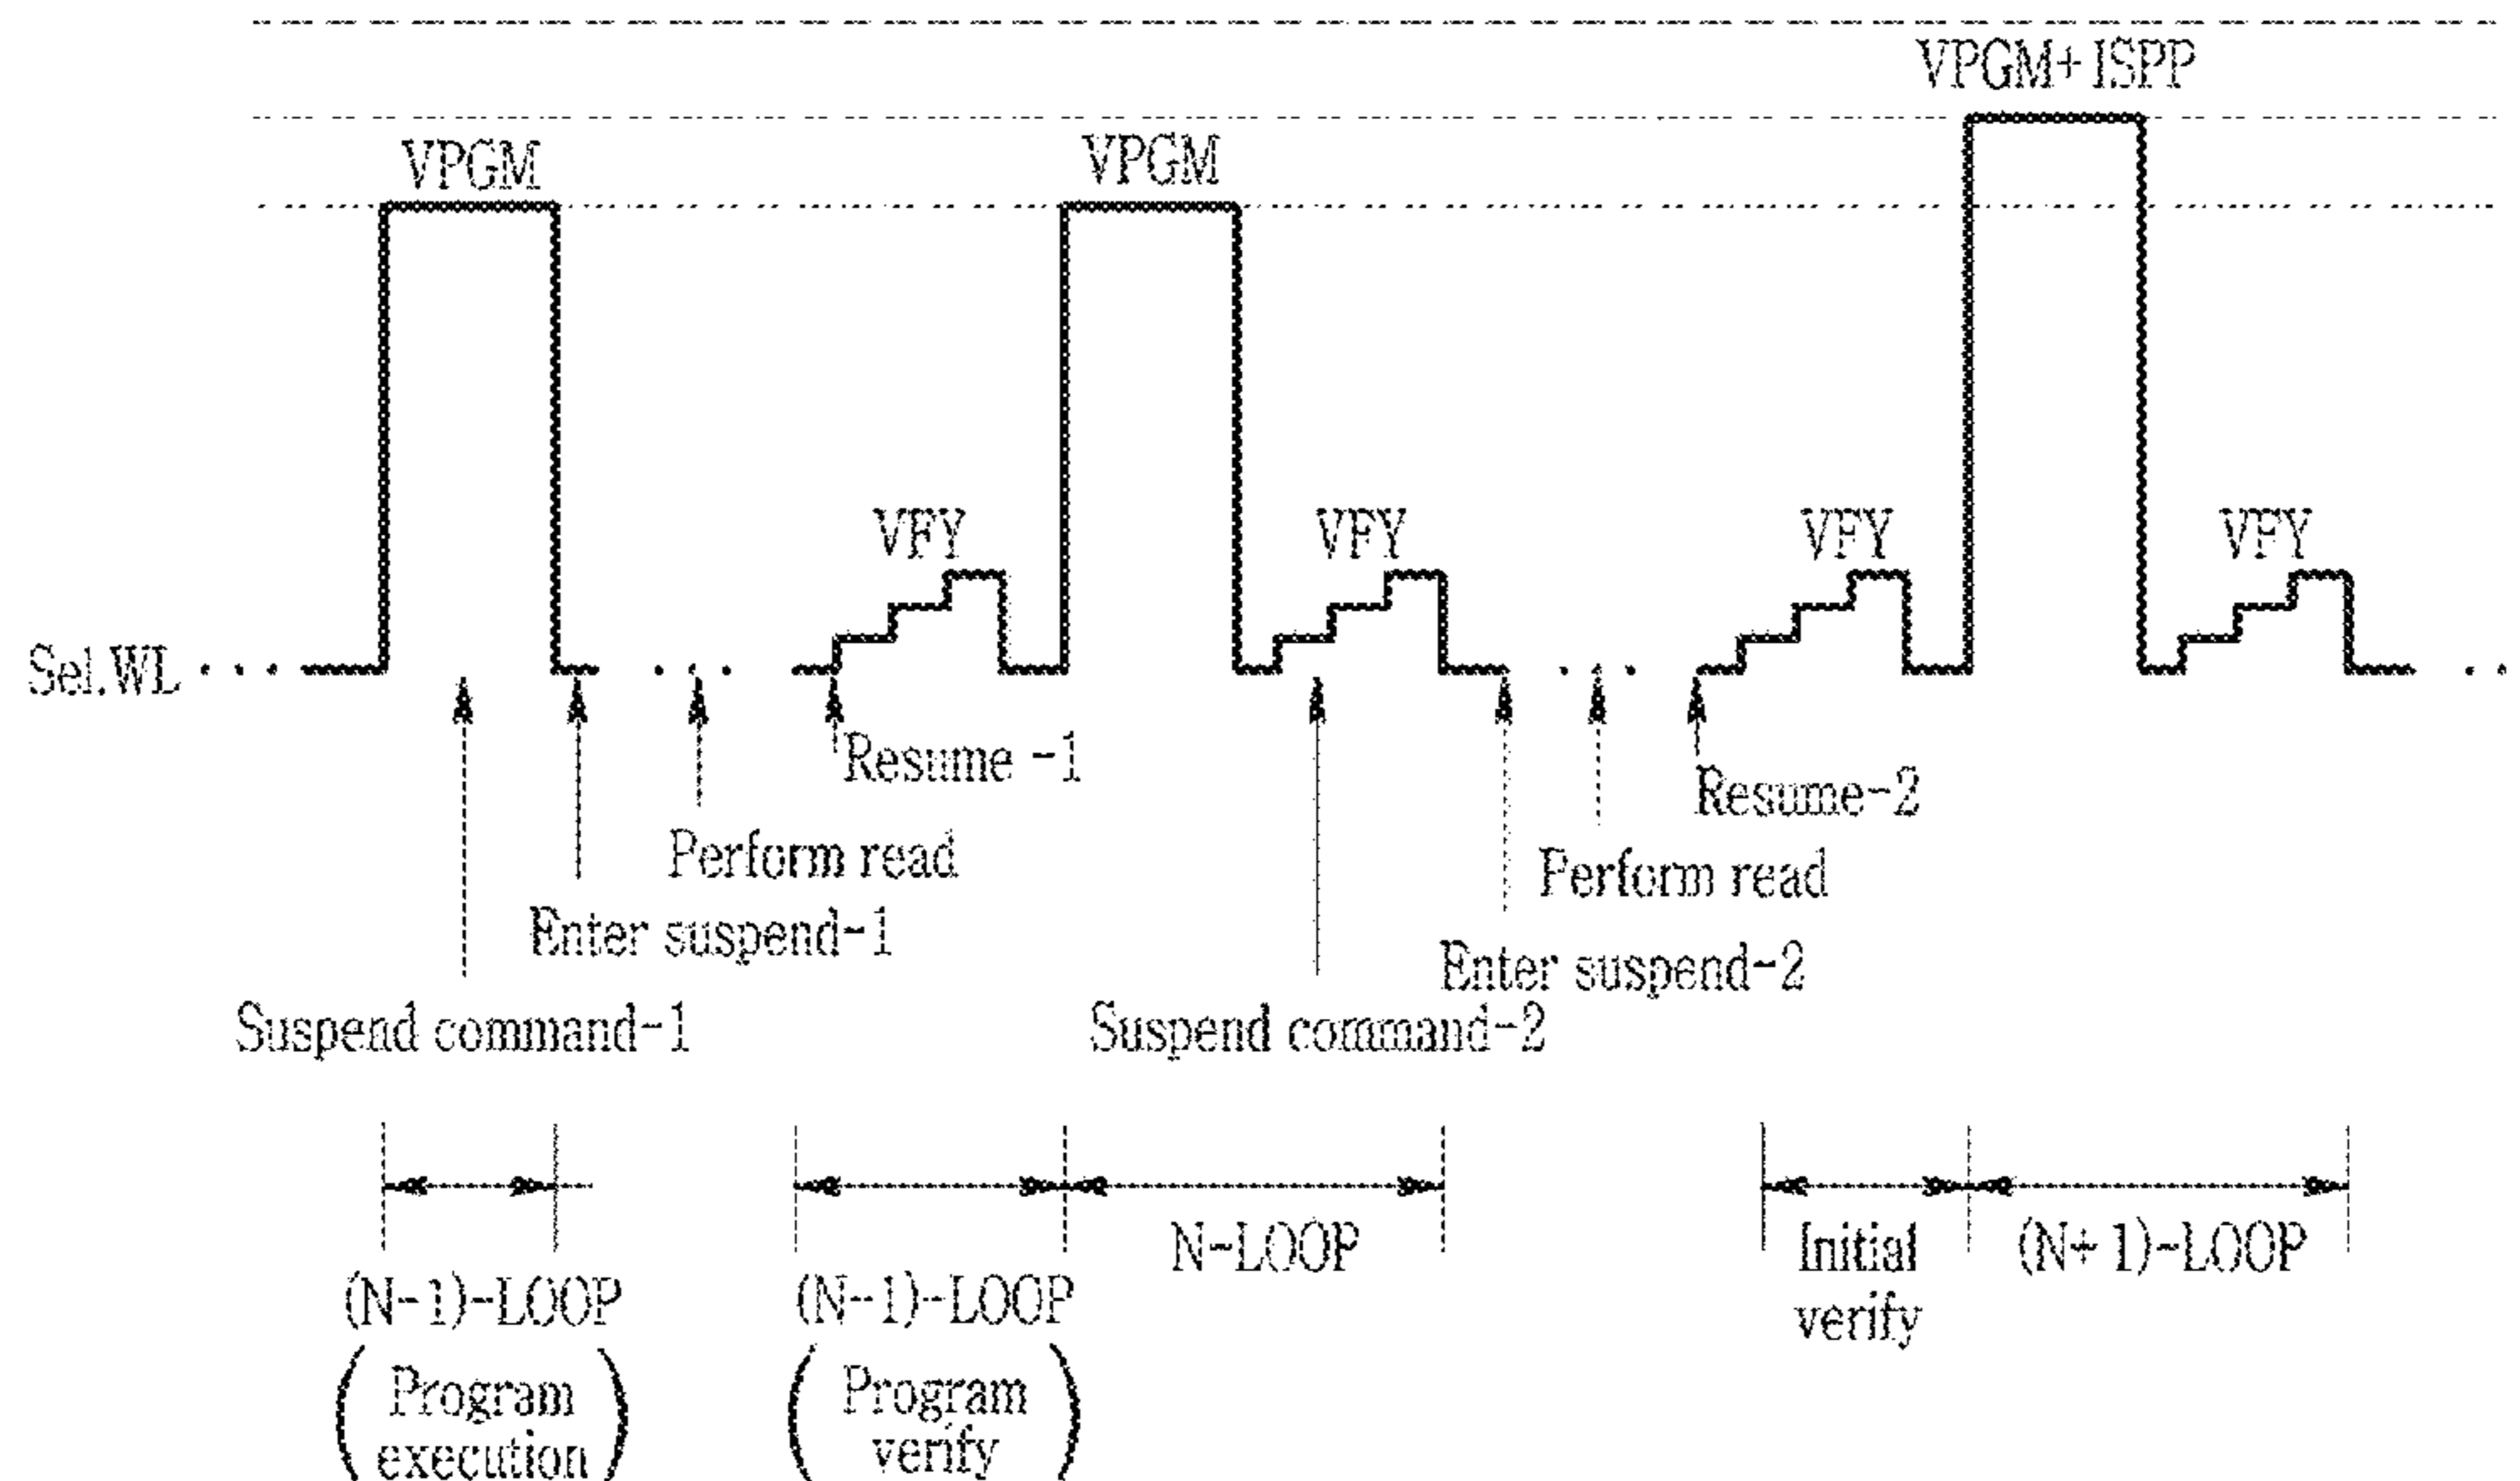 VPGM+ ISPP
VPGM
VPGM
VFY
VFY
VFY
VFY
Sel.WL
Resume -1
Resume-2
Perform read
Perform read
Enter suspend-1
Enter suspend-2
Suspend command-1
Suspend command-2
N-LOOP
Initial
verify
(N+1)-LOOP
(N-1)-LOOP
(Program
execution)
(N-1)-LOOP
(Program
verify)